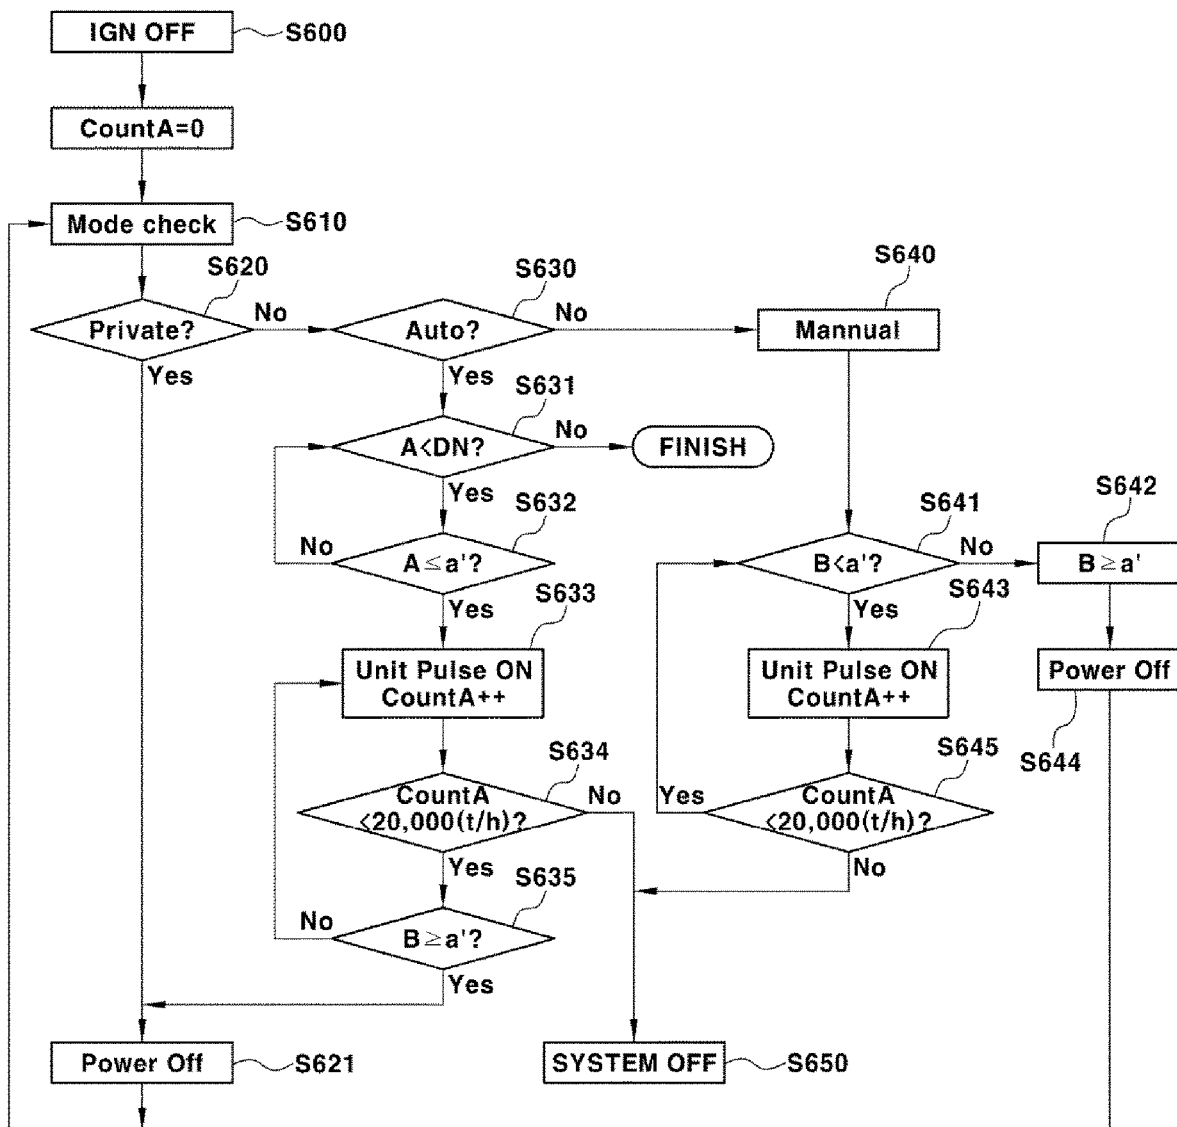 IGN OFF
S600
CountA=0
Mode check
S610
S620
S630
S640
Private?
No
Auto?
No
Mannual
Yes
Yes
S631
A<DN?
No
FINISH
Yes
S632
S641
S642
No
A≤a'?
B<a'?
No
B≥a'
Yes
S633
Yes
S643
Unit Pulse ON
CountA++
Unit Pulse ON
CountA++
Power Off
S634
S645
S644
CountA
<20,000(t/h)?
No
Yes
CountA
<20,000(t/h)?
Yes
S635
No
No
B≥a'?
Yes
Power Off
S621
SYSTEM OFF
S650